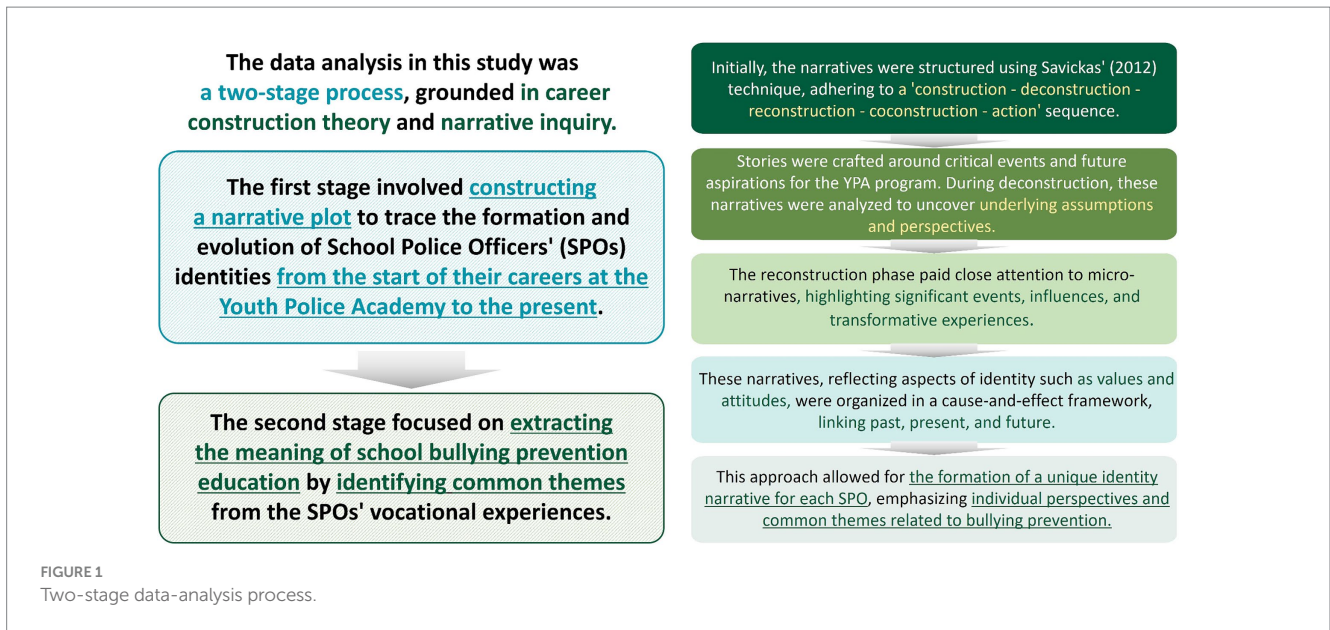 The data analysis in this study was
a two-stage process, grounded in career
construction theory and narrative inquiry.
The first stage involved constructing
a narrative plot to trace the formation and
evolution of School Police Officers' (SPOs)
identities from the start of their careers at the
Youth Police Academy to the present.
The second stage focused on extracting
the meaning of school bullying prevention
education by identifying common themes
from the SPOs' vocational experiences.
Initially, the narratives were structured using Savickas' (2012)
technique, adhering to a 'construction - deconstruction -
reconstruction - coconstruction - action' sequence.
Stories were crafted around critical events and future
aspirations for the YPA program. During deconstruction, these
narratives were analyzed to uncover underlying assumptions
and perspectives.
The reconstruction phase paid close attention to micro-
narratives, highlighting significant events, influences, and
transformative experiences.
These narratives, reflecting aspects of identity such as values and
attitudes, were organized in a cause-and-effect framework,
linking past, present, and future.
This approach allowed for the formation of a unique identity
narrative for each SPO, emphasizing individual perspectives and
common themes related to bullying prevention.
FIGURE 1
Two-stage data-analysis process.